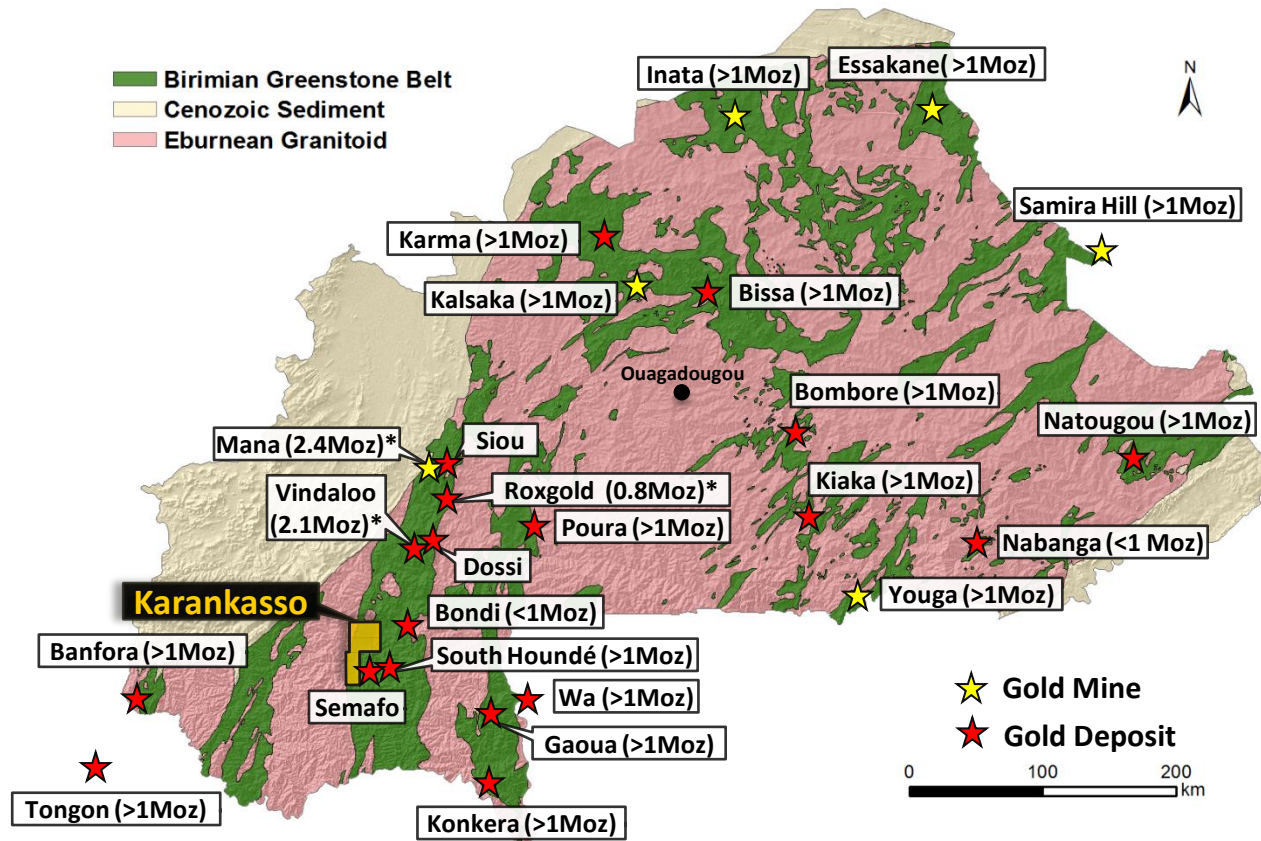 Birimian Greenstone Belt
Cenozoic Sediment
Eburnean Granitoid
Inata (>1Moz)
Essakane( >1Moz)
N
Samira Hill (>1Moz)
Karma (>1Moz)
Kalsaka (>1Moz)
Bissa (>1Moz)
Ouagadougou
Bombore (>1Moz)
Natougou (>1Moz)
Mana (2.4Moz)*
Siou
Kiaka (>1Moz)
Vindaloo
(2.1Moz)*
Roxgold (0.8Moz)*
Poura (>1Moz)
Nabanga (<1 Moz)
Dossi
Karankasso
Bondi (<1Moz)
Youga (>1Moz)
Banfora (>1Moz)
South Houndé (>1Moz)
Semafo
Wa (>1Moz)
Gaoua (>1Moz)
Gold Mine
Gold Deposit
Tongon (>1Moz)
Konkera (>1Moz)
0 100 200
km